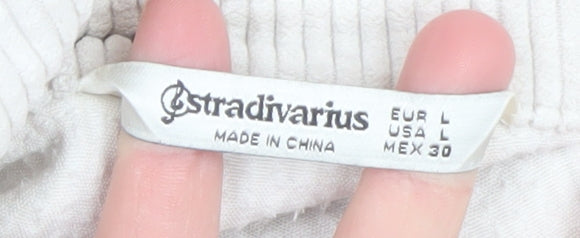 stradivarius
MADE IN CHINA
EUR L
USA L
MEX 30